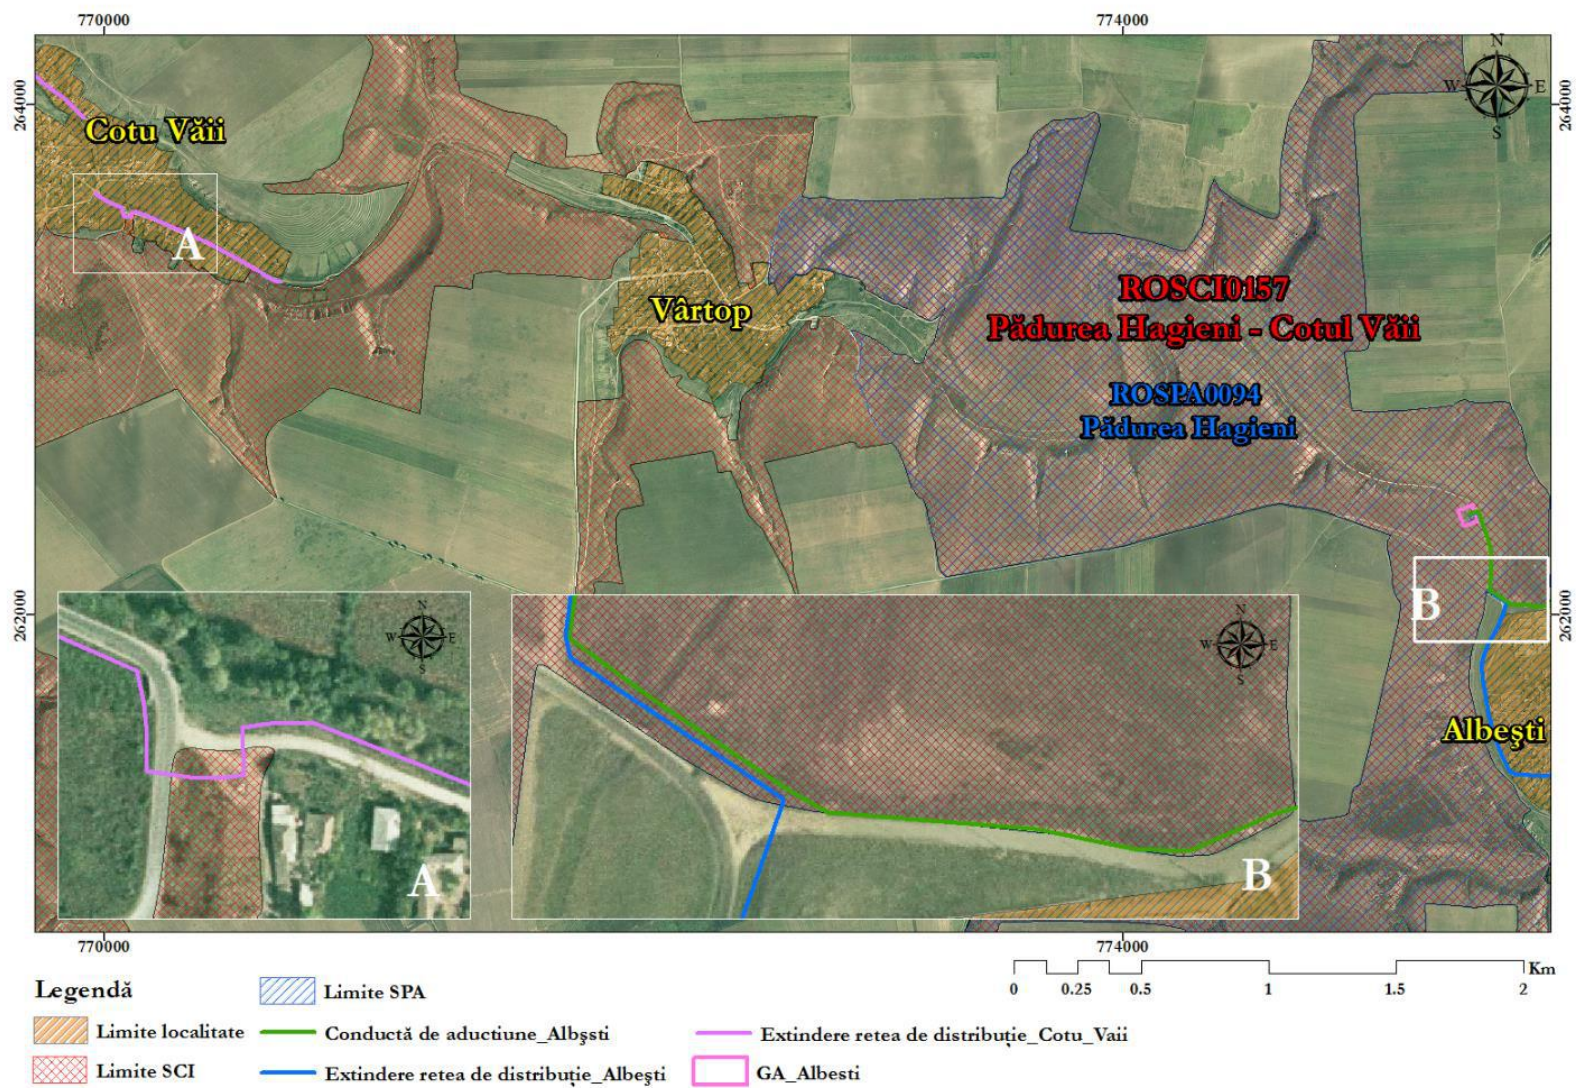 770000
774000
264000
264000
N
W
E
S
Cotu Văii
A
Vârtop
ROSCI0157
Pădurea Hagieni - Cotul Văii
ROSPA0094
Pădurea Hagieni
262000
262000
B
N
W
E
S
A
N
W
E
S
B
Albeşti
770000
774000
Legendă
Limite SPA
Km
0
0.25
0.5
1
1.5
2
Limite localitate
Conductă de aductiune_Albşsti
Extindere retea de distribuție_Cotu_Vaii
Limite SCI
Extindere retea de distribuție_Albeşti
GA_Albesti